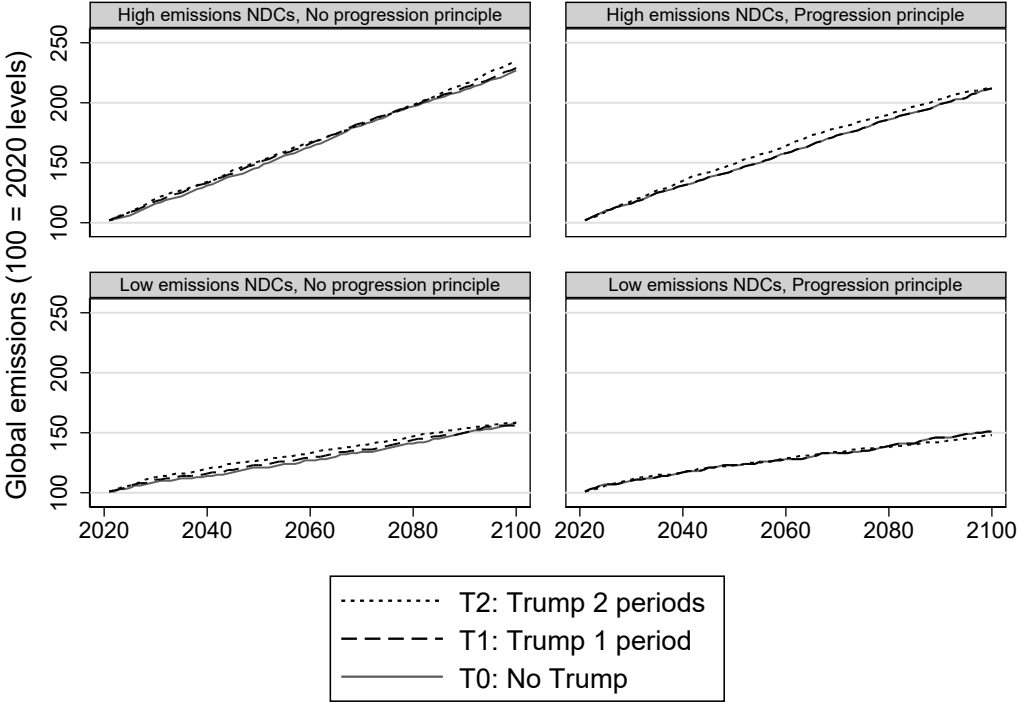 High emissions NDCs, No progression principle
High emissions NDCs, Progression principle
250
200
150
100
Low emissions NDCs, No progression principle
Low emissions NDCs, Progression principle
250
200
150
100
Global emissions (100 = 2020 levels)
2020 2040 2060 2080 2100
2020 2040 2060 2080 2100
T2: Trump 2 periods
T1: Trump 1 period
T0: No Trump